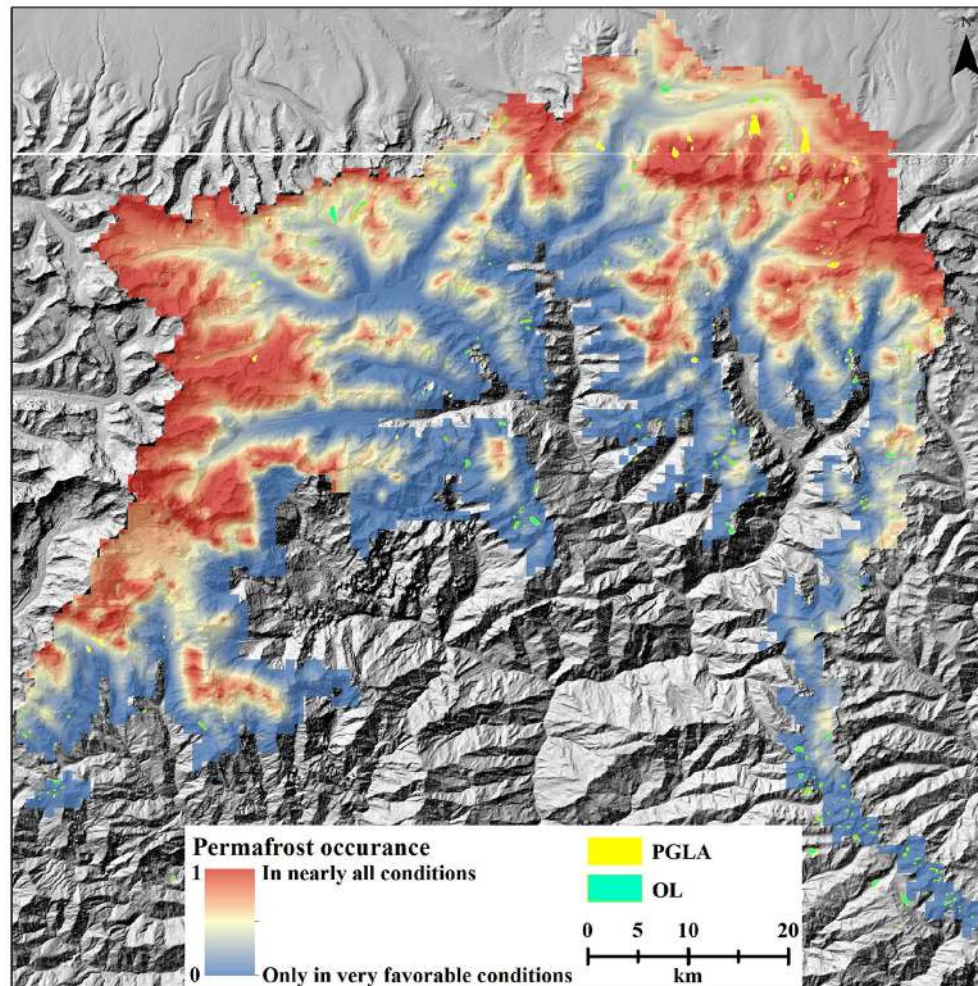 N
Permafrost occurance
1
In nearly all conditions
0
Only in very favorable conditions
PGLA
OL
0 5 10 20
km